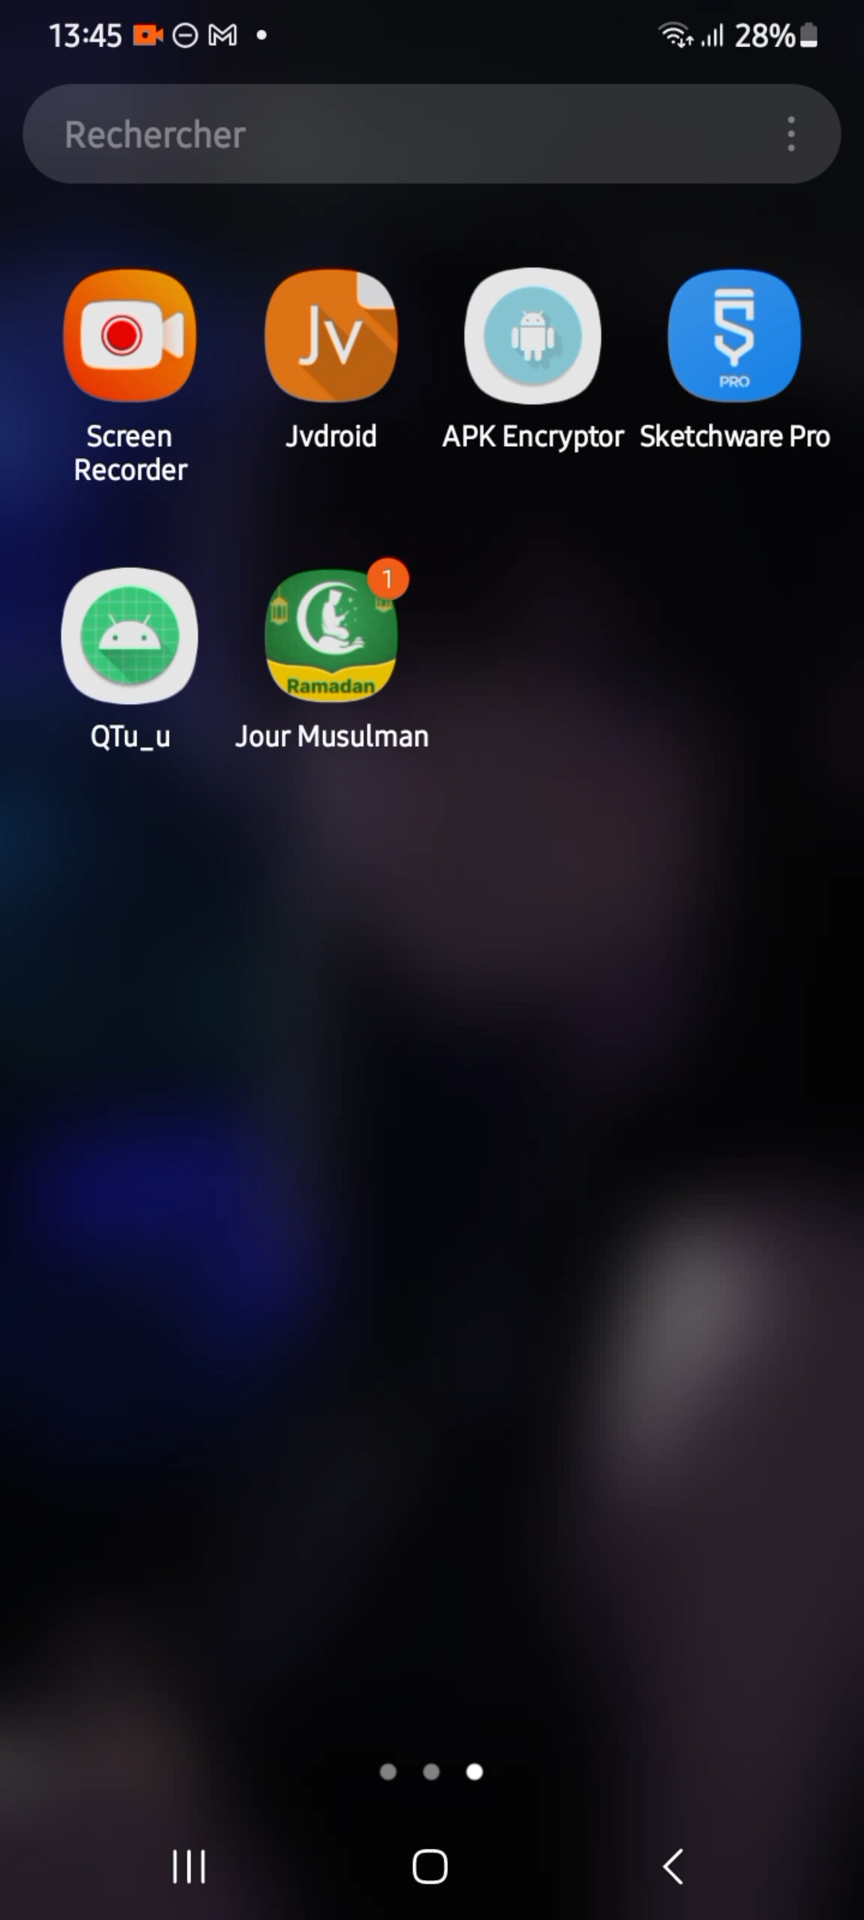 13:45 28%
Rechercher
Jv
PRO
Screen
Recorder
Jvdroid
APK Encryptor
Sketchware Pro
1
Ramadan
QTu_u
Jour Musulman